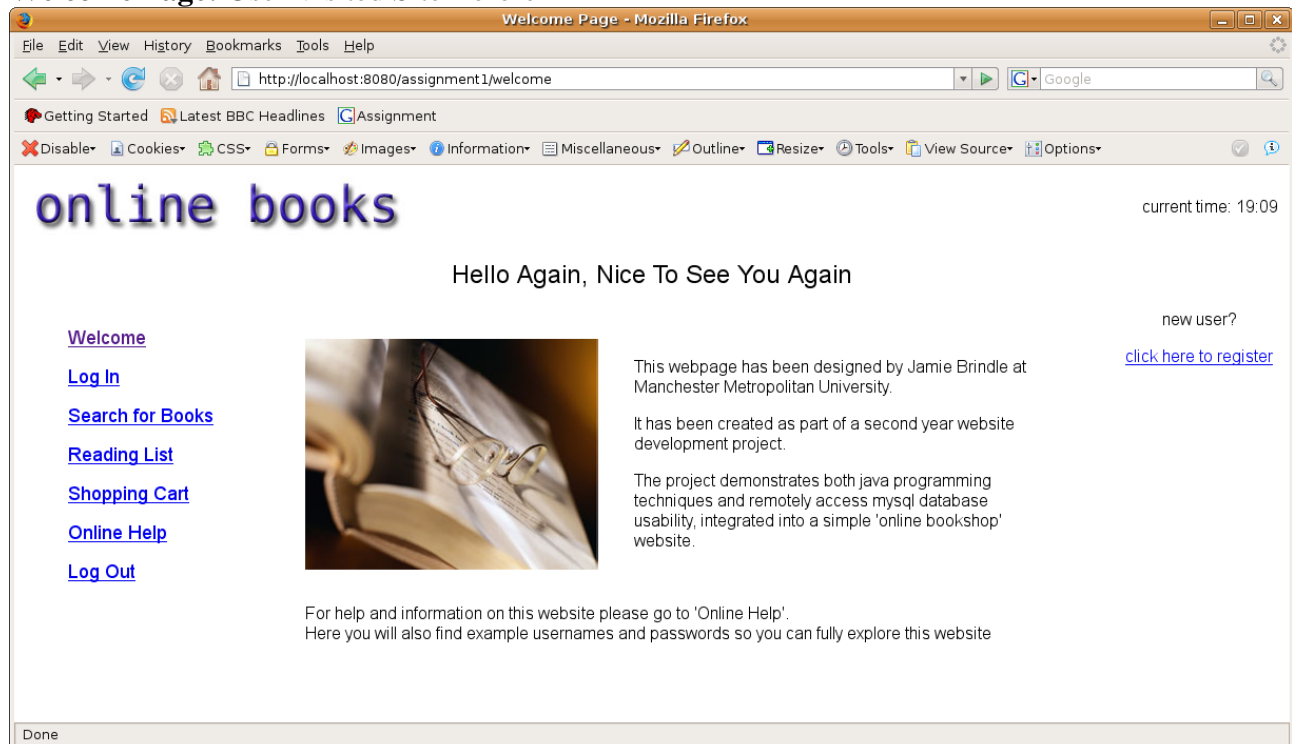 Welcome Page - Mozilla Firefox
File Edit View History Bookmarks Tools Help
http://localhost:8080/assignment1/welcome
Google
Getting Started Latest BBC Headlines Assignment
Disable Cookies CSS Forms Images Information Miscellaneous Outline Resize Tools View Source Options
online books
current time: 19:09
Hello Again, Nice To See You Again
new user?
click here to register
Welcome
Log In
Search for Books
Reading List
Shopping Cart
Online Help
Log Out
This webpage has been designed by Jamie Brindle at
Manchester Metropolitan University.
It has been created as part of a second year website
development project.
The project demonstrates both java programming
techniques and remotely access mysql database
usability, integrated into a simple 'online bookshop'
website.
For help and information on this website please go to 'Online Help'.
Here you will also find example usernames and passwords so you can fully explore this website
Done